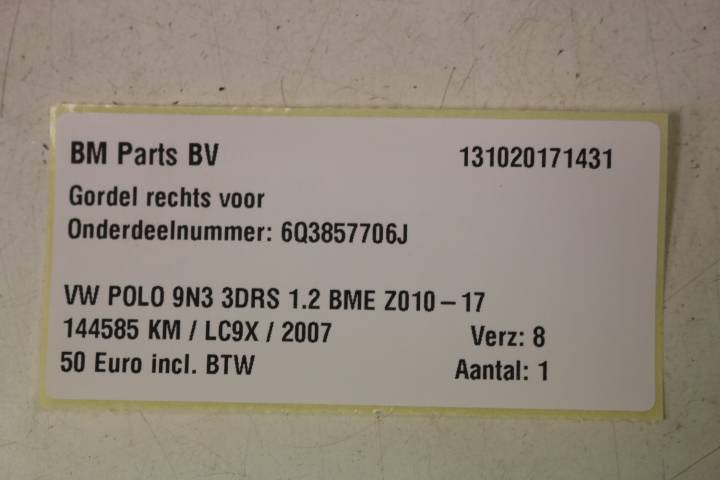 BM Parts BV 131020171431
Gordel rechts voor
Onderdeelnummer: 6Q3857706J
VW POLO 9N3 3DRS 1.2 BME Z010 – 17
144585 KM / LC9X / 2007 Verz: 8
50 Euro incl. BTW Aantal: 1